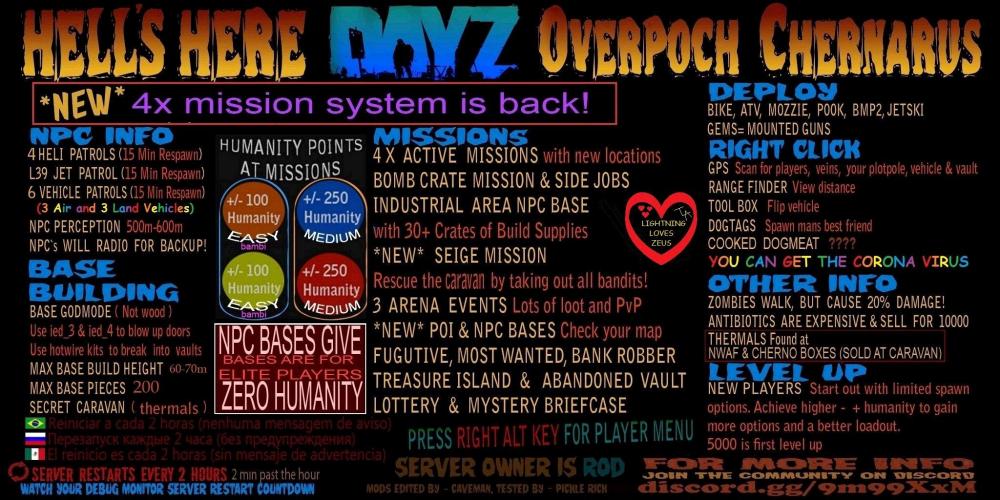 HELL'S HERE DAYZ OVERPOCH CHERNARUS
*NEW* 4x mission system is back!
NPC INFO
4 HELI PATROLS (15 Min Respawn)
L39 JET PATROL (15 Min Respawn)
6 VEHICLE PATROLS (15 Min Respawn)
(3 Air and 3 Land Vehicles)
NPC PERCEPTION 500m-600m
NPC's WILL RADIO FOR BACKUP!
BASE
BUILDING
BASE GODMODE ( Not wood )
Use ied_3 & ied_4 to blow up doors
Use hotwire kits to break into vaults
MAX BASE BUILD HEIGHT 60-70m
MAX BASE PIECES 200
SECRET CARAVAN ( thermals )
HUMANITY POINTS
AT MISSIONS
+/- 100
Humanity
EASY
bambi
+/- 250
Humanity
MEDIUM
+/- 100
Humanity
EASY
bambi
+/- 250
Humanity
MEDIUM
NPC BASES GIVE
BASES ARE FOR
ELITE PLAYERS
ZERO HUMANITY
MISSIONS
4 X ACTIVE MISSIONS with new locations
BOMB CRATE MISSION & SIDE JOBS
INDUSTRIAL AREA NPC BASE
with 30+ Crates of Build Supplies
*NEW* SEIGE MISSION
Rescue the caravan by taking out all bandits!
3 ARENA EVENTS Lots of loot and PvP
*NEW* POI & NPC BASES Check your map
FUGUTIVE, MOST WANTED, BANK ROBBER
TREASURE ISLAND & ABANDONED VAULT
LOTTERY & MYSTERY BRIEFCASE
LIGHTNING
LOVES
ZEUS
DEPLOY
BIKE, ATV, MOZZIE, POOK, BMP2, JETSKI
GEMS= MOUNTED GUNS
RIGHT CLICK
GPS Scan for players, veins, your plotpole, vehicle & vault
RANGE FINDER View distance
TOOL BOX Flip vehicle
DOGTAGS Spawn mans best friend
COOKED DOGMEAT ????
YOU CAN GET THE CORONA VIRUS
OTHER INFO
ZOMBIES WALK, BUT CAUSE 20% DAMAGE!
ANTIBIOTICS ARE EXPENSIVE & SELL FOR 10000
THERMALS Found at
NWAF & CHERNO BOXES (SOLD AT CARAVAN)
LEVEL UP
NEW PLAYERS Start out with limited spawn
options. Achieve higher - + humanity to gain
more options and a better loadout.
5000 is first level up
Reiniciar a cada 2 horas (nenhuma mensagem de aviso)
Перезапуск каждые 2 часа (без предупреждения)
El reinicio es cada 2 horas (sin mensaje de advertencia)
SERVER RESTARTS EVERY 2 HOURS 2 min past the hour
WATCH YOUR DEBUG MONITOR SERVER RESTART COUNTDOWN
PRESS RIGHT ALT KEY FOR PLAYER MENU
SERVER OWNER IS ROD
MODS EDITED BY - CAVEMAN, TESTED BY - PICKLE RICH
FOR MORE INFO
JOIN THE COMMUNITY ON DISCORD
discord.gg/9m99XcM